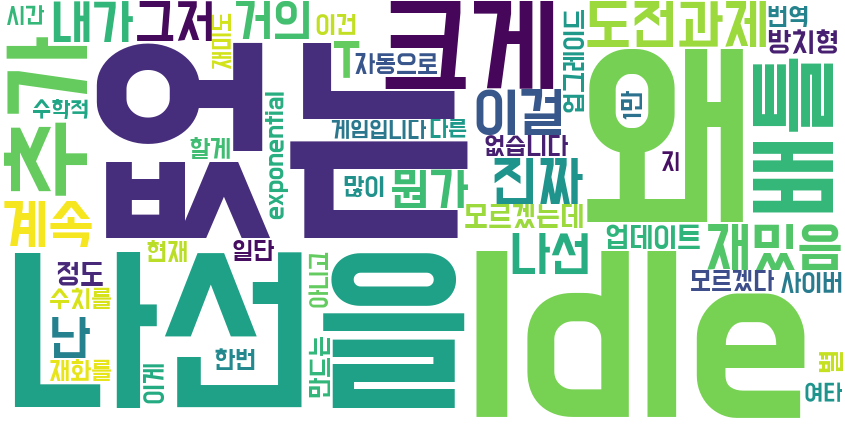 시간
내가
그저
재미도
거의
이건
크게
도전과제
번역
방치형
추가
수학적
없는
T
자동으로
이걸
업그레이드
1만
왜
버튼을
할게
exponential
게임입니다
다른
없습니다
지
계속
많이
뭔가
진짜
모르겠는데
현재
일단
나선
업데이트
재밌음
정도
수치를
나선을
아니고
Idle
모르겠다
사이버
난
재화를
이게
한번
만드는
별
여타